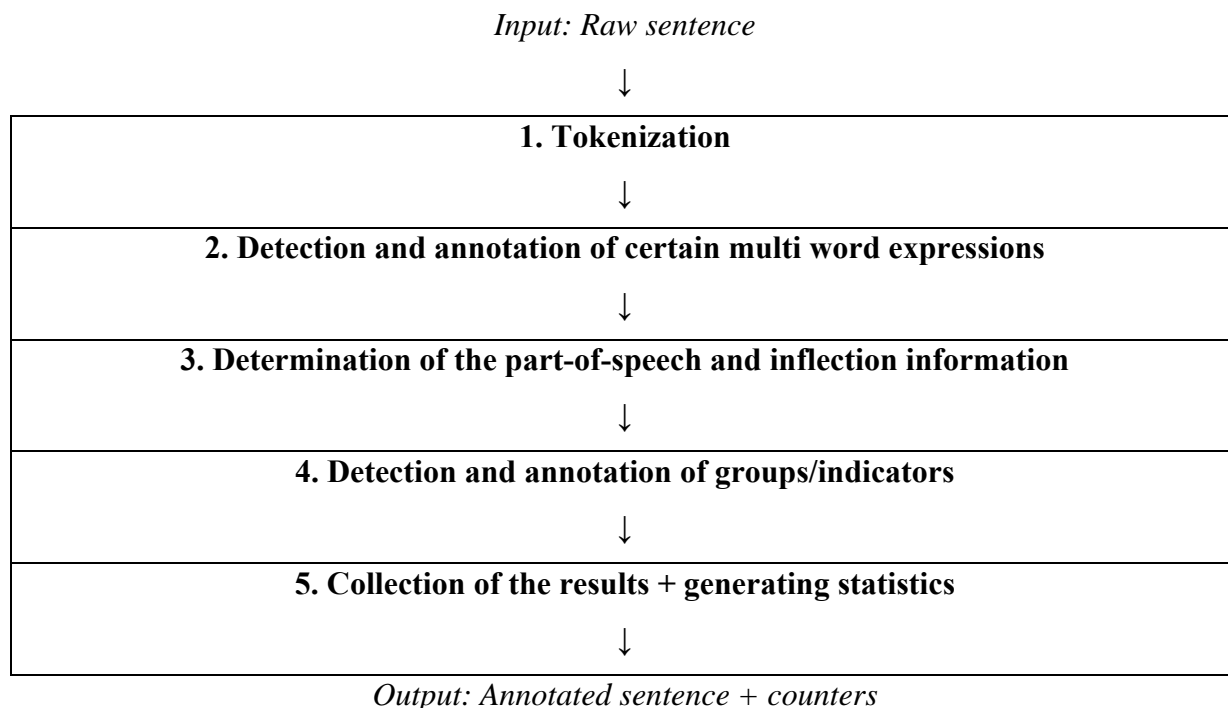 Input: Raw sentence
↓
1. Tokenization
↓
2. Detection and annotation of certain multi word expressions
↓
3. Determination of the part-of-speech and inflection information
↓
4. Detection and annotation of groups/indicators
↓
5. Collection of the results + generating statistics
↓
Output: Annotated sentence + counters